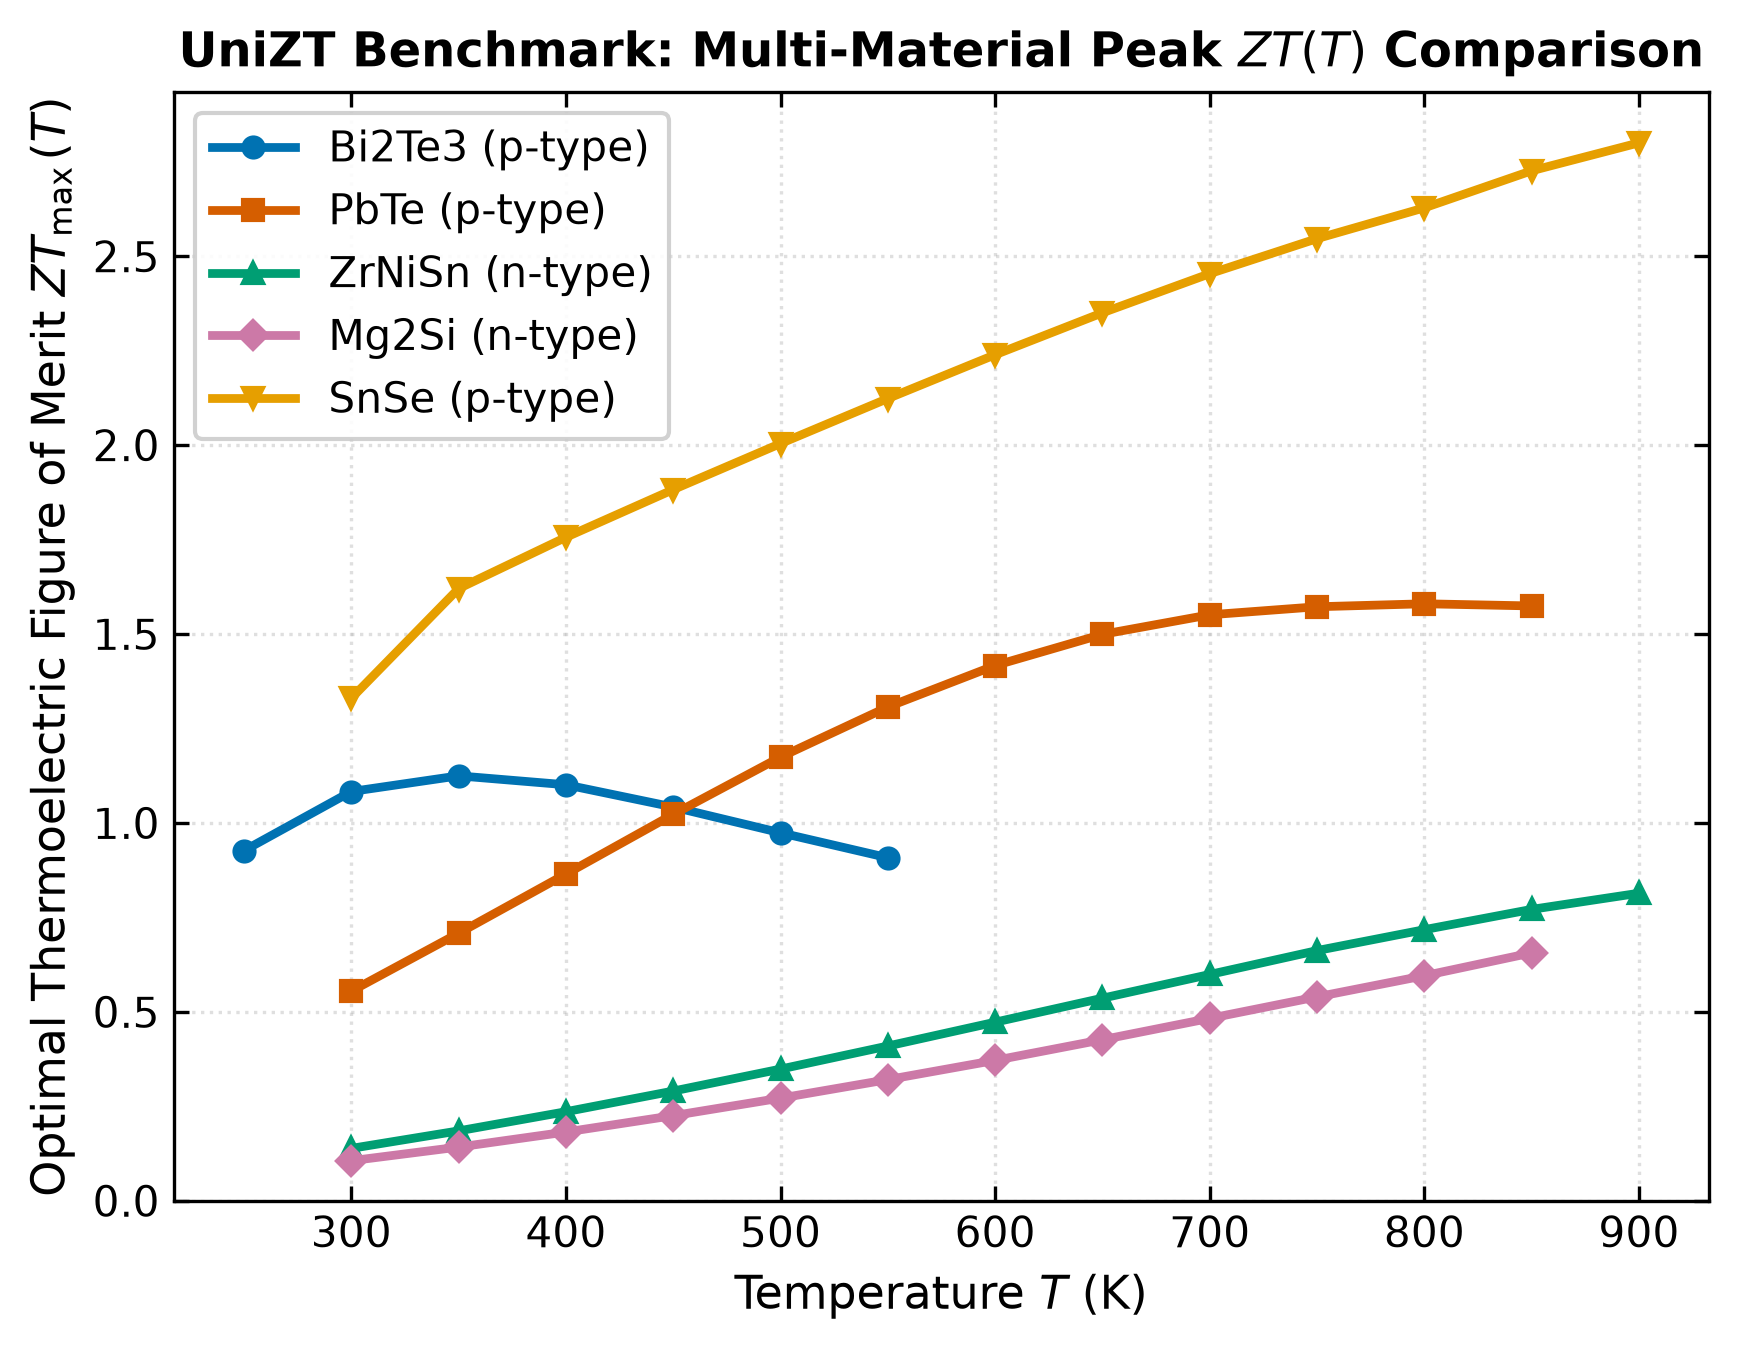 UniZT Benchmark: Multi-Material Peak ZT(T) Comparison
Optimal Thermoelectric Figure of Merit ZTmax(T)
Bi2Te3 (p-type)
PbTe (p-type)
ZrNiSn (n-type)
Mg2Si (n-type)
SnSe (p-type)
2.5
2.0
1.5
1.0
0.5
0.0
300 400 500 600 700 800 900
Temperature T (K)